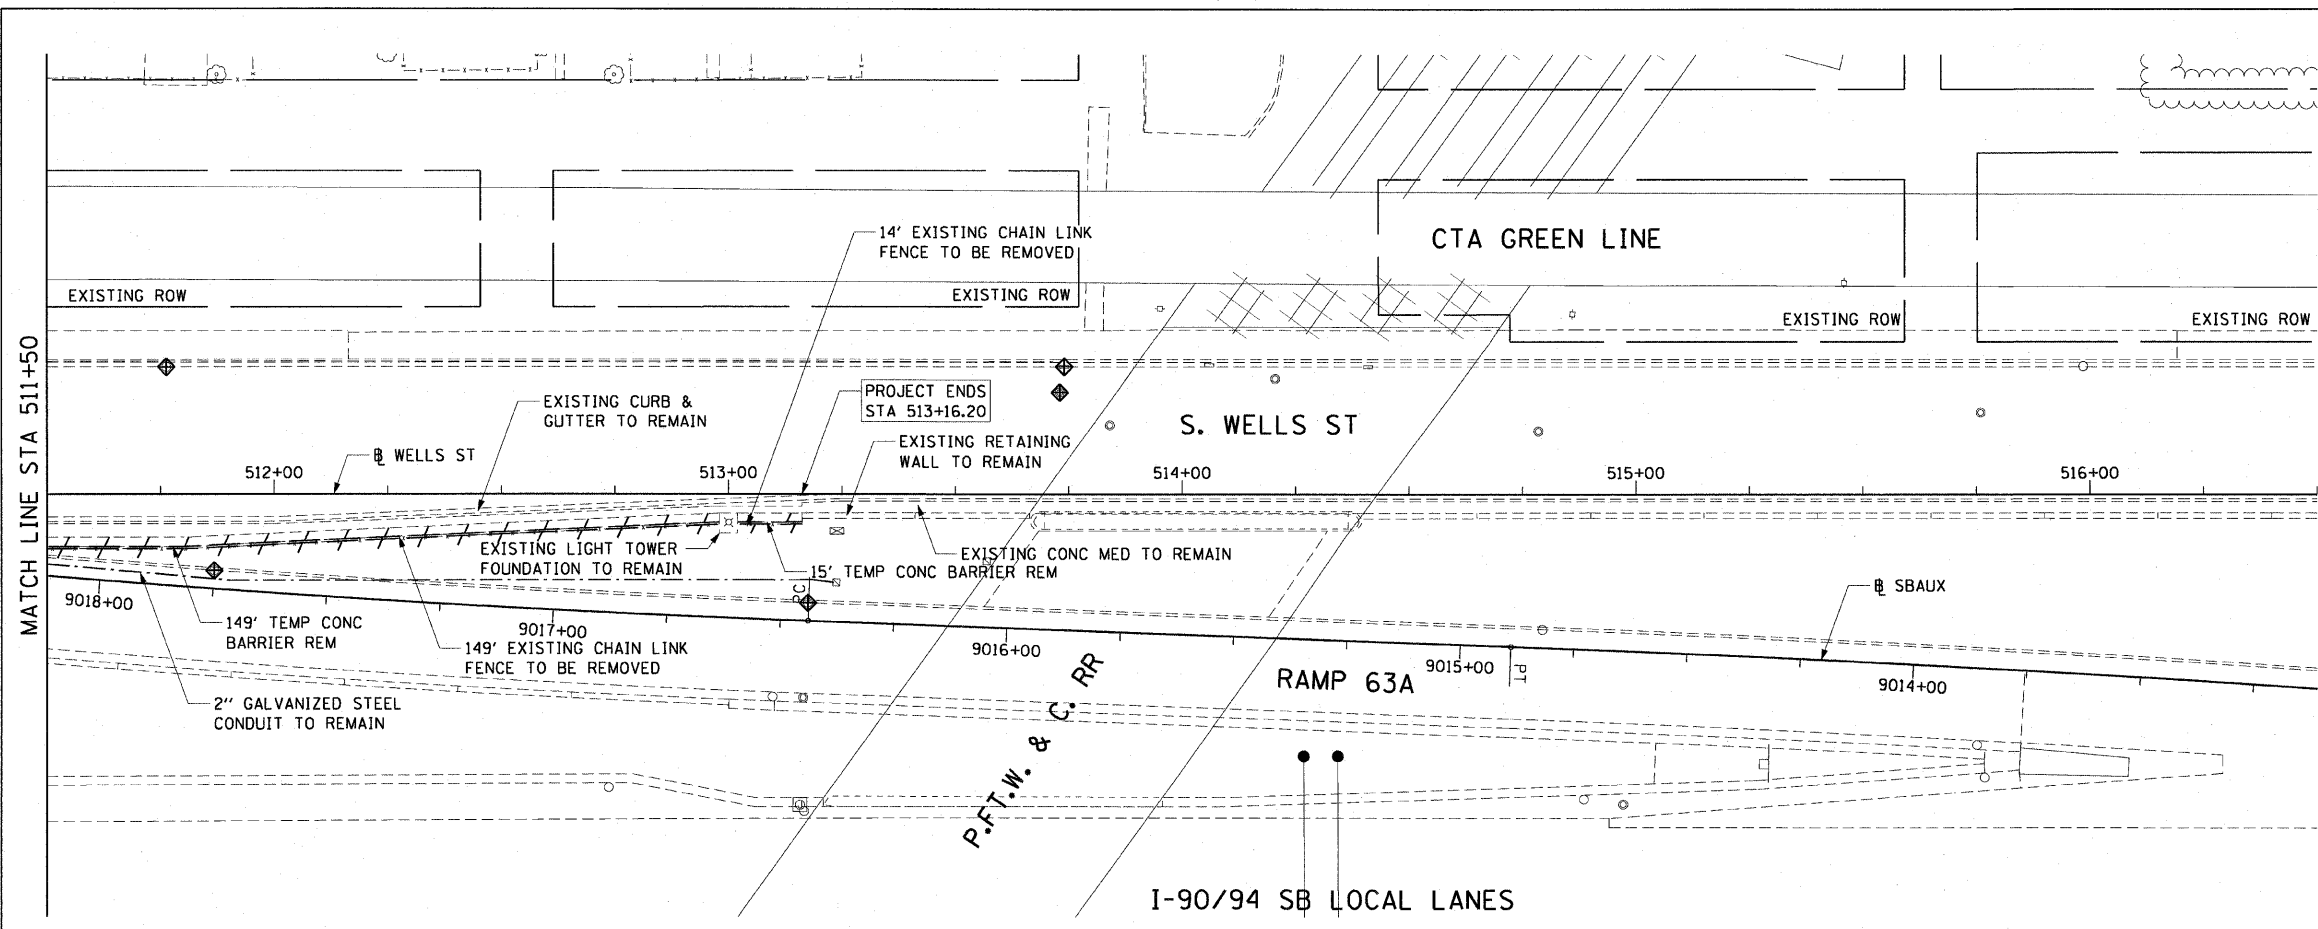 14' EXISTING CHAIN LINK
FENCE TO BE REMOVED
CTA GREEN LINE
EXISTING ROW
EXISTING ROW
EXISTING ROW
EXISTING ROW
MATCH LINE STA 511+50
PROJECT ENDS
STA 513+16.20
EXISTING CURB &
GUTTER TO REMAIN
S. WELLS ST
EXISTING RETAINING
WALL TO REMAIN
BL WELLS ST
512+00
513+00
514+00
515+00
516+00
EXISTING LIGHT TOWER
FOUNDATION TO REMAIN
EXISTING CONC MED TO REMAIN
15' TEMP CONC BARRIER REM
PC
BL SBAUX
9018+00
149' TEMP CONC
BARRIER REM
9017+00
149' EXISTING CHAIN LINK
FENCE TO BE REMOVED
9016+00
9015+00
PT
9014+00
RAMP 63A
2" GALVANIZED STEEL
CONDUIT TO REMAIN
P.FT.W. & C. RR
I-90/94 SB LOCAL LANES